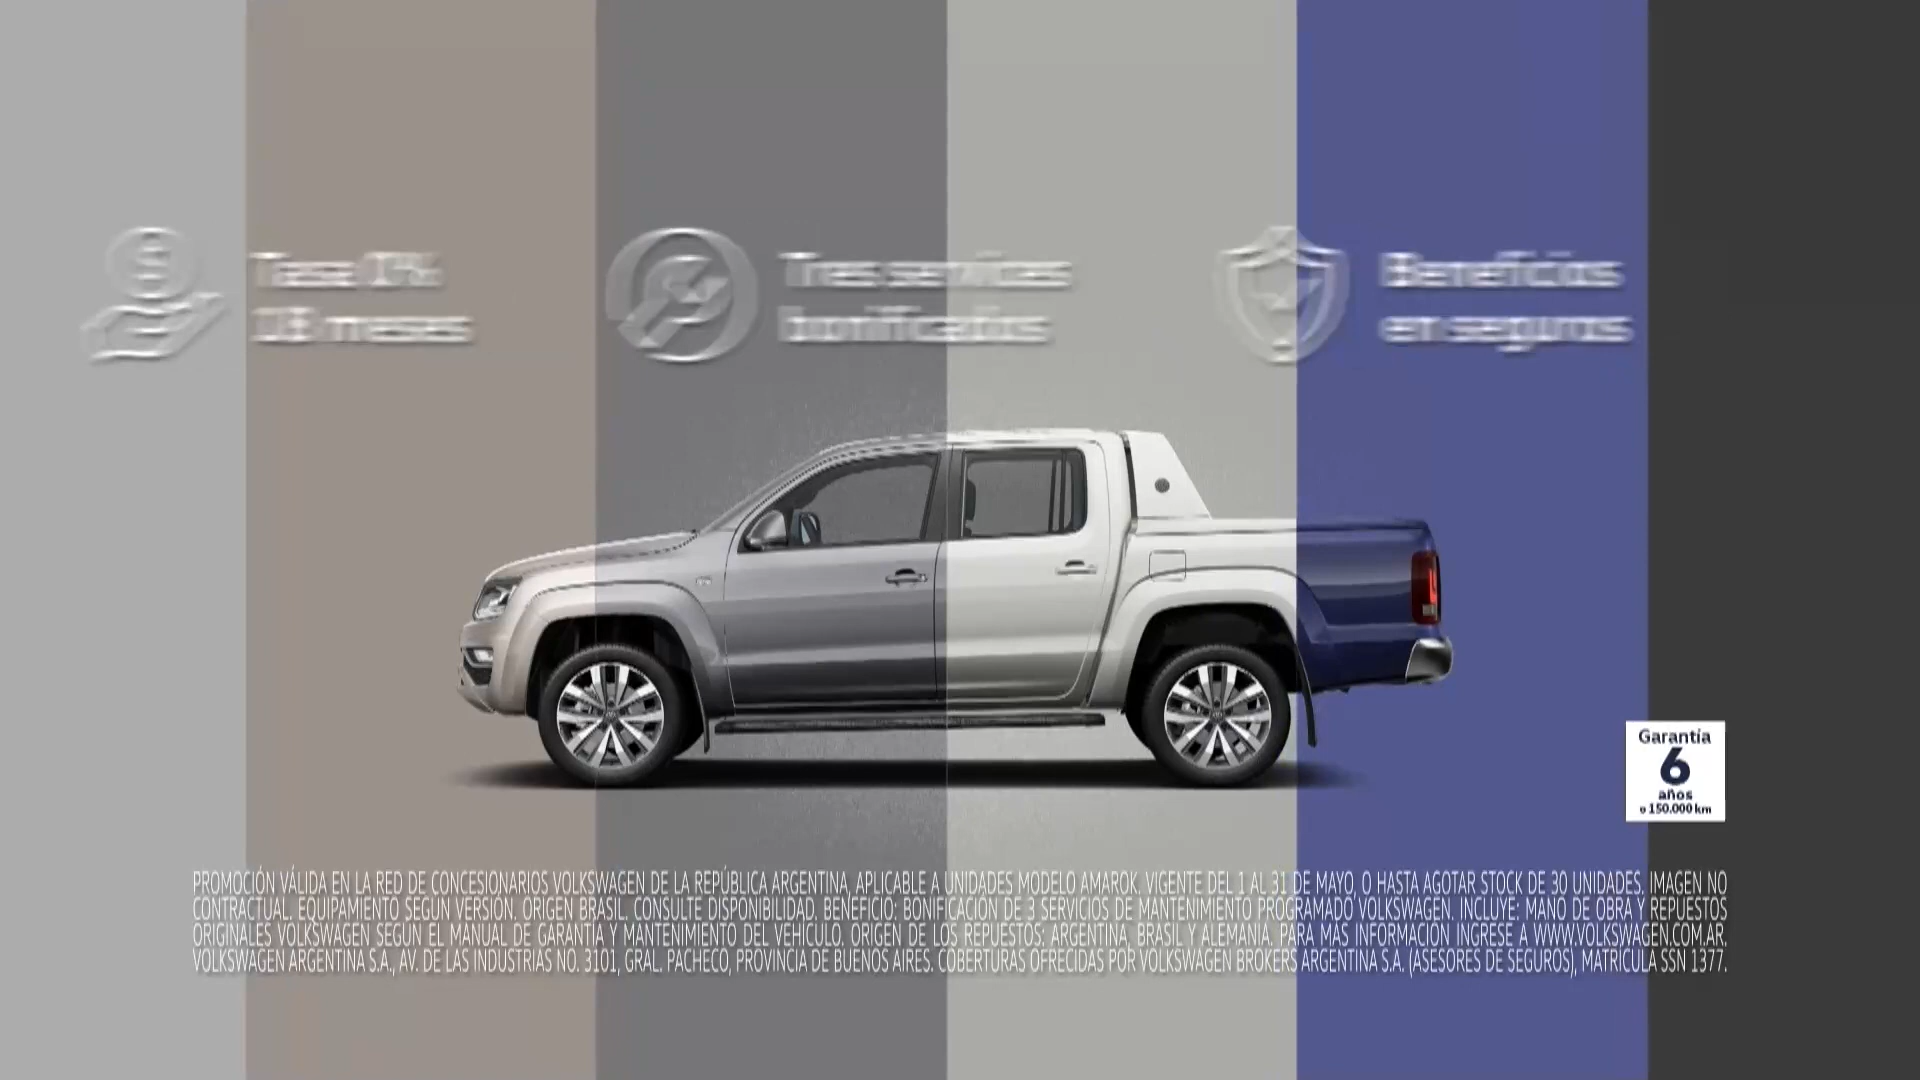 Tasa 1%
18 meses
Tres services
bonificados
Beneficios
en seguros
Garantía
6
años
o 150.000 km
PROMOCIÓN VÁLIDA EN LA RED DE CONCESIONARIOS VOLKSWAGEN DE LA REPÚBLICA ARGENTINA, APLICABLE A UNIDADES MODELO AMAROK. VIGENTE DEL 1 AL 31 DE MAYO, O HASTA AGOTAR STOCK DE 30 UNIDADES. IMAGEN NO
CONTRACTUAL. EQUIPAMIENTO SEGÚN VERSIÓN. ORIGEN BRASIL. CONSULTE DISPONIBILIDAD. BENEFICIO: BONIFICACIÓN DE 3 SERVICIOS DE MANTENIMIENTO PROGRAMADO VOLKSWAGEN. INCLUYE: MANO DE OBRA Y REPUESTOS
ORIGINALES VOLKSWAGEN SEGÚN EL MANUAL DE GARANTÍA Y MANTENIMIENTO DEL VEHÍCULO. ORIGEN DE LOS REPUESTOS: ARGENTINA, BRASIL Y ALEMANIA. PARA MÁS INFORMACIÓN INGRESE A WWW.VOLKSWAGEN.COM.AR.
VOLKSWAGEN ARGENTINA S.A., AV. DE LAS INDUSTRIAS NO. 3101, GRAL. PACHECO, PROVINCIA DE BUENOS AIRES. COBERTURAS OFRECIDAS POR VOLKSWAGEN BROKERS ARGENTINA S.A. (ASESORES DE SEGUROS), MATRÍCULA SSN 1377.